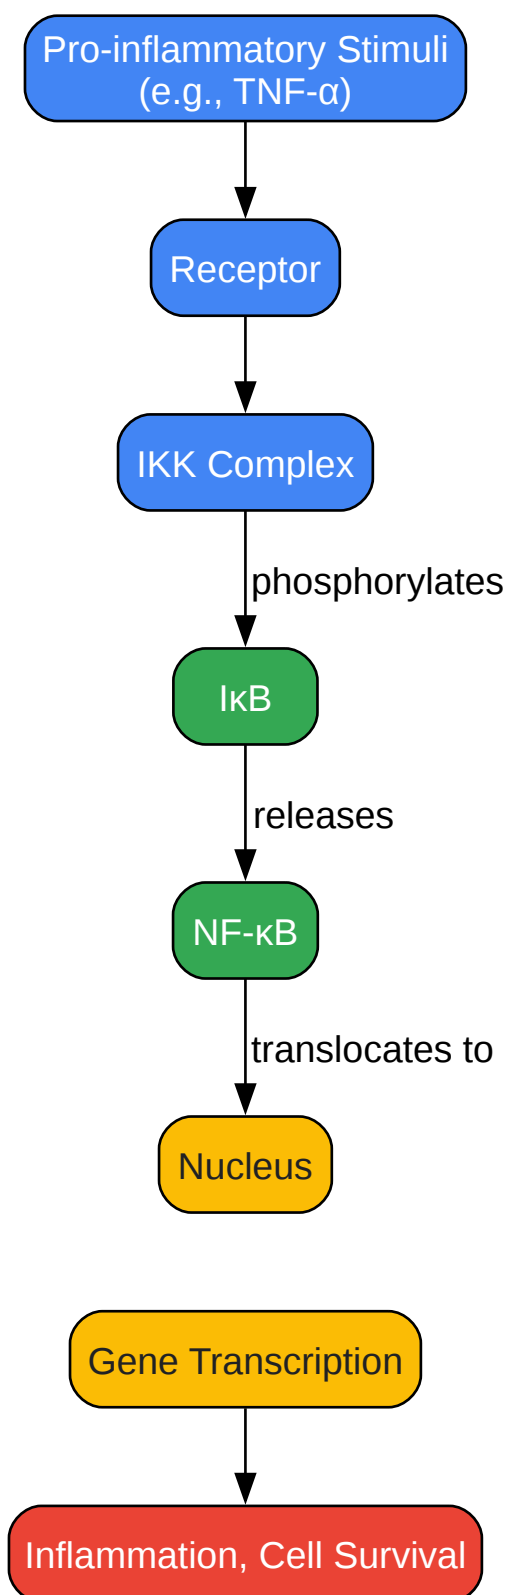 Pro-inflammatory Stimuli
(e.g., TNF-α)
Receptor
IKK Complex
phosphorylates
IκB
releases
NF-κB
translocates to
Nucleus
Gene Transcription
Inflammation, Cell Survival